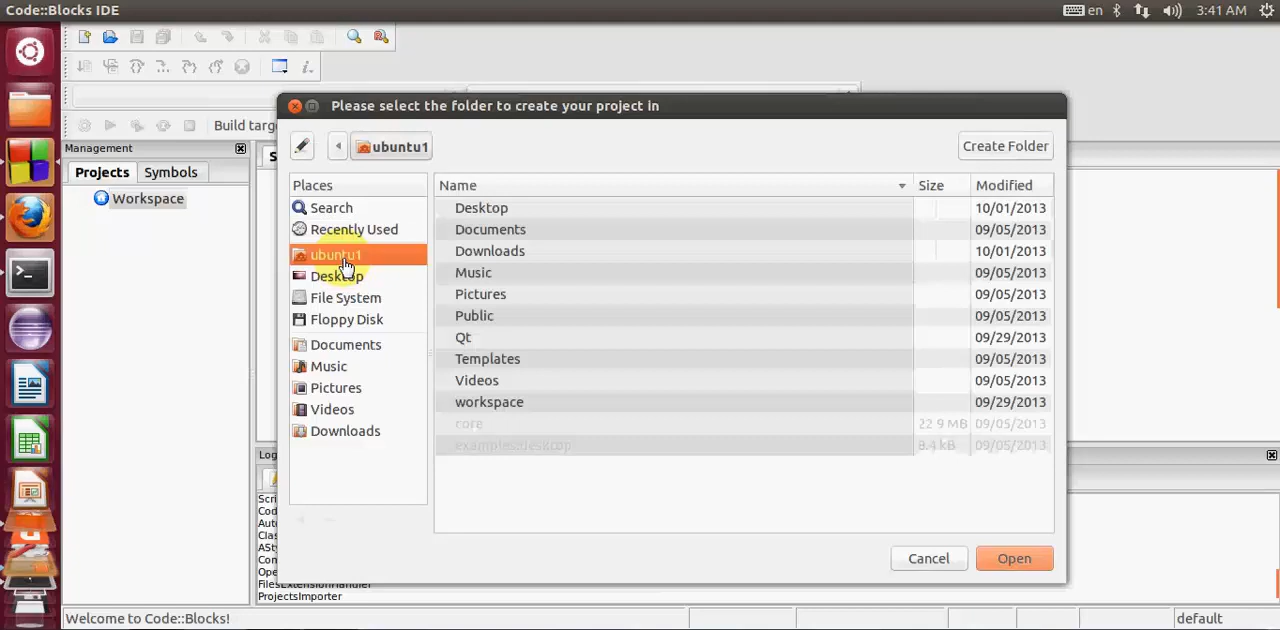 Code::Blocks IDE
en
3:41 AM
Build targ
Management
Projects
Symbols
Workspace
Please select the folder to create your project in
ubuntu1
Create Folder
Places
Search
Recently Used
ubuntu1
Desktop
File System
Floppy Disk
Documents
Music
Pictures
Videos
Downloads
Name Size Modified
Desktop 10/01/2013
Documents 09/05/2013
Downloads 10/01/2013
Music 09/05/2013
Pictures 09/05/2013
Public 09/05/2013
Qt 09/29/2013
Templates 09/05/2013
Videos 09/05/2013
workspace 09/29/2013
core 22.9 MB 09/05/2013
examples.desktop 8.4 kB 09/05/2013
Cancel
Open
Log
Scri
Cod
Auto
Clas
ASty
Com
Ope
FilesExtensionHandler
ProjectsImporter
Welcome to Code::Blocks!
default